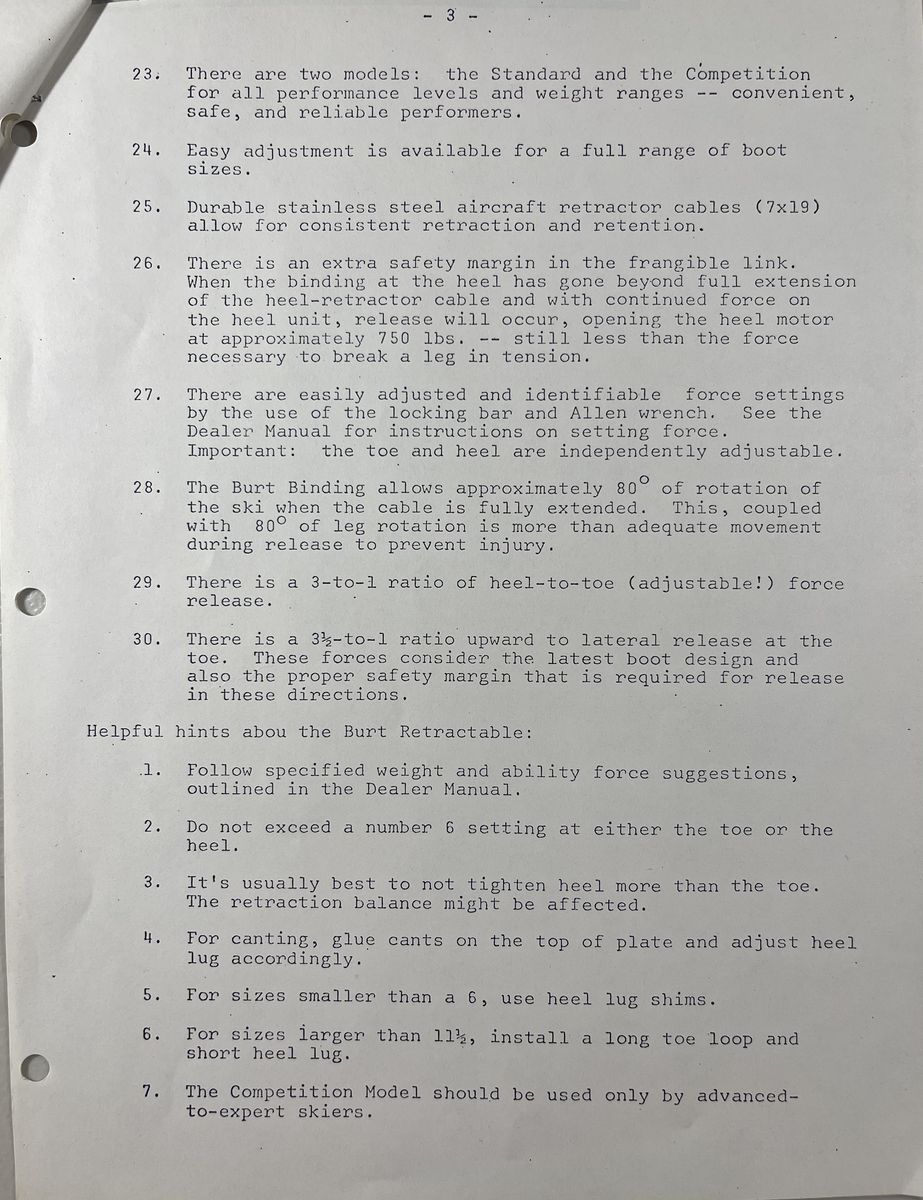 - 3 -
23. There are two models: the Standard and the Competition
for all performance levels and weight ranges -- convenient,
safe, and reliable performers.
24. Easy adjustment is available for a full range of boot
sizes.
25. Durable stainless steel aircraft retractor cables (7x19)
allow for consistent retraction and retention.
26. There is an extra safety margin in the frangible link.
When the binding at the heel has gone beyond full extension
of the heel-retractor cable and with continued force on
the heel unit, release will occur, opening the heel motor
at approximately 750 lbs. -- still less than the force
necessary to break a leg in tension.
27. There are easily adjusted and identifiable force settings
by the use of the locking bar and Allen wrench. See the
Dealer Manual for instructions on setting force.
Important: the toe and heel are independently adjustable.
28. The Burt Binding allows approximately 80° of rotation of
the ski when the cable is fully extended. This, coupled
with 80° of leg rotation is more than adequate movement
during release to prevent injury.
29. There is a 3-to-1 ratio of heel-to-toe (adjustable!) force
release.
30. There is a 3½-to-1 ratio upward to lateral release at the
toe. These forces consider the latest boot design and
also the proper safety margin that is required for release
in these directions.
Helpful hints abou the Burt Retractable:
1. Follow specified weight and ability force suggestions,
outlined in the Dealer Manual.
2. Do not exceed a number 6 setting at either the toe or the
heel.
3. It's usually best to not tighten heel more than the toe.
The retraction balance might be affected.
4. For canting, glue cants on the top of plate and adjust heel
lug accordingly.
5. For sizes smaller than a 6, use heel lug shims.
6. For sizes larger than 11½, install a long toe loop and
short heel lug.
7. The Competition Model should be used only by advanced-
to-expert skiers.